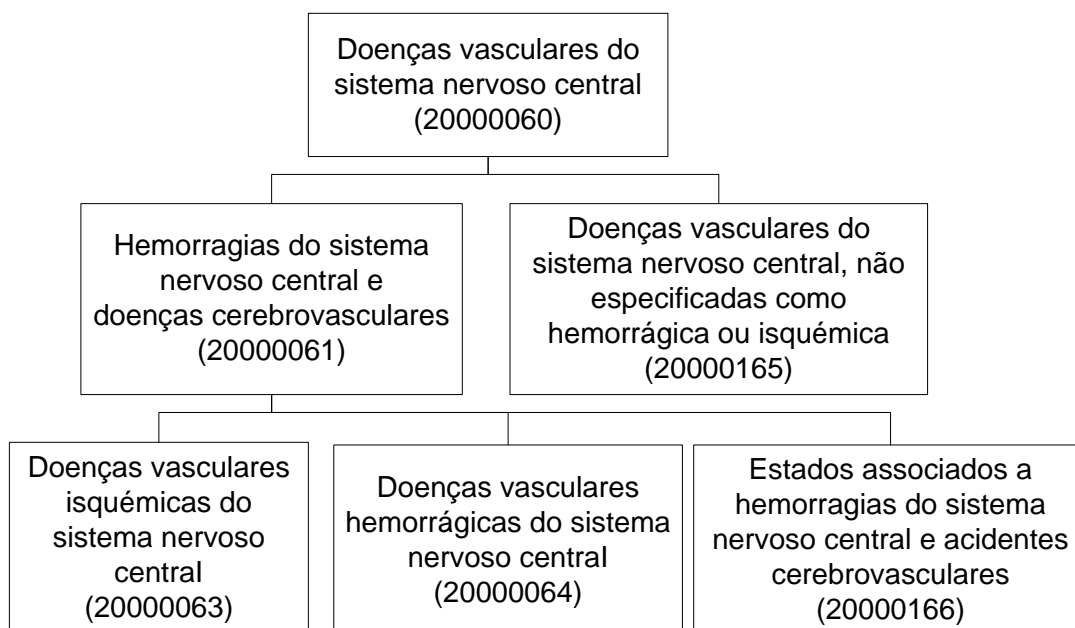 Doenças vasculares do
sistema nervoso central
(20000060)
Hemorragias do sistema
nervoso central e
doenças cerebrovasculares
(20000061)
Doenças vasculares do
sistema nervoso central, não
especificadas como
hemorrágica ou isquémica
(20000165)
Doenças vasculares
isquémicas do
sistema nervoso
central
(20000063)
Doenças vasculares
hemorrágicas do sistema
nervoso central
(20000064)
Estados associados a
hemorragias do sistema
nervoso central e acidentes
cerebrovasculares
(20000166)